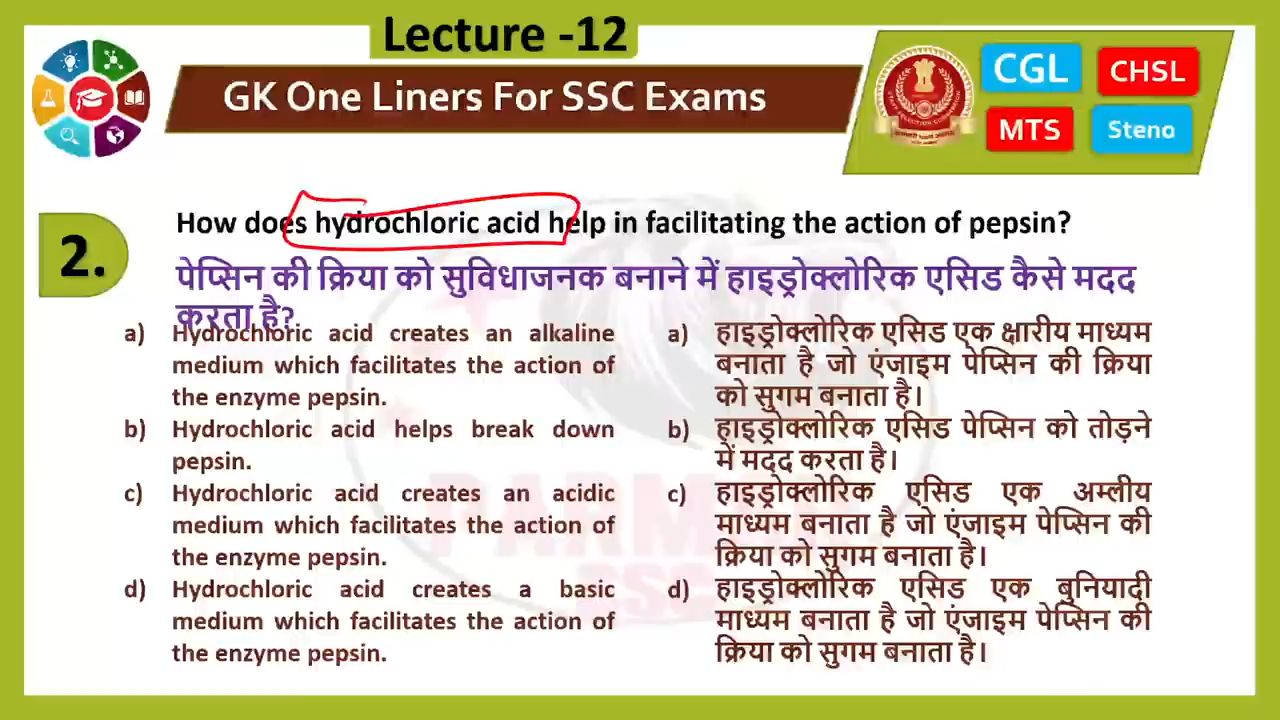 Lecture -12
GK One Liners For SSC Exams
CGL
CHSL
MTS
Steno
2.
How does hydrochloric acid help in facilitating the action of pepsin?
पेप्सिन की क्रिया को सुविधाजनक बनाने में हाइड्रोक्लोरिक एसिड कैसे मदद
करता है?
a) Hydrochloric acid creates an alkaline
medium which facilitates the action of
the enzyme pepsin.
b) Hydrochloric acid helps break down
pepsin.
c) Hydrochloric acid creates an acidic
medium which facilitates the action of
the enzyme pepsin.
d) Hydrochloric acid creates a basic
medium which facilitates the action of
the enzyme pepsin.
a) हाइड्रोक्लोरिक एसिड एक क्षारीय माध्यम
बनाता है जो एंजाइम पेप्सिन की क्रिया
को सुगम बनाता है।
b) हाइड्रोक्लोरिक एसिड पेप्सिन को तोड़ने
में मदद करता है।
c) हाइड्रोक्लोरिक एसिड एक अम्लीय
माध्यम बनाता है जो एंजाइम पेप्सिन की
क्रिया को सुगम बनाता है।
d) हाइड्रोक्लोरिक एसिड एक बुनियादी
माध्यम बनाता है जो एंजाइम पेप्सिन की
क्रिया को सुगम बनाता है।
PARMAR
SSC